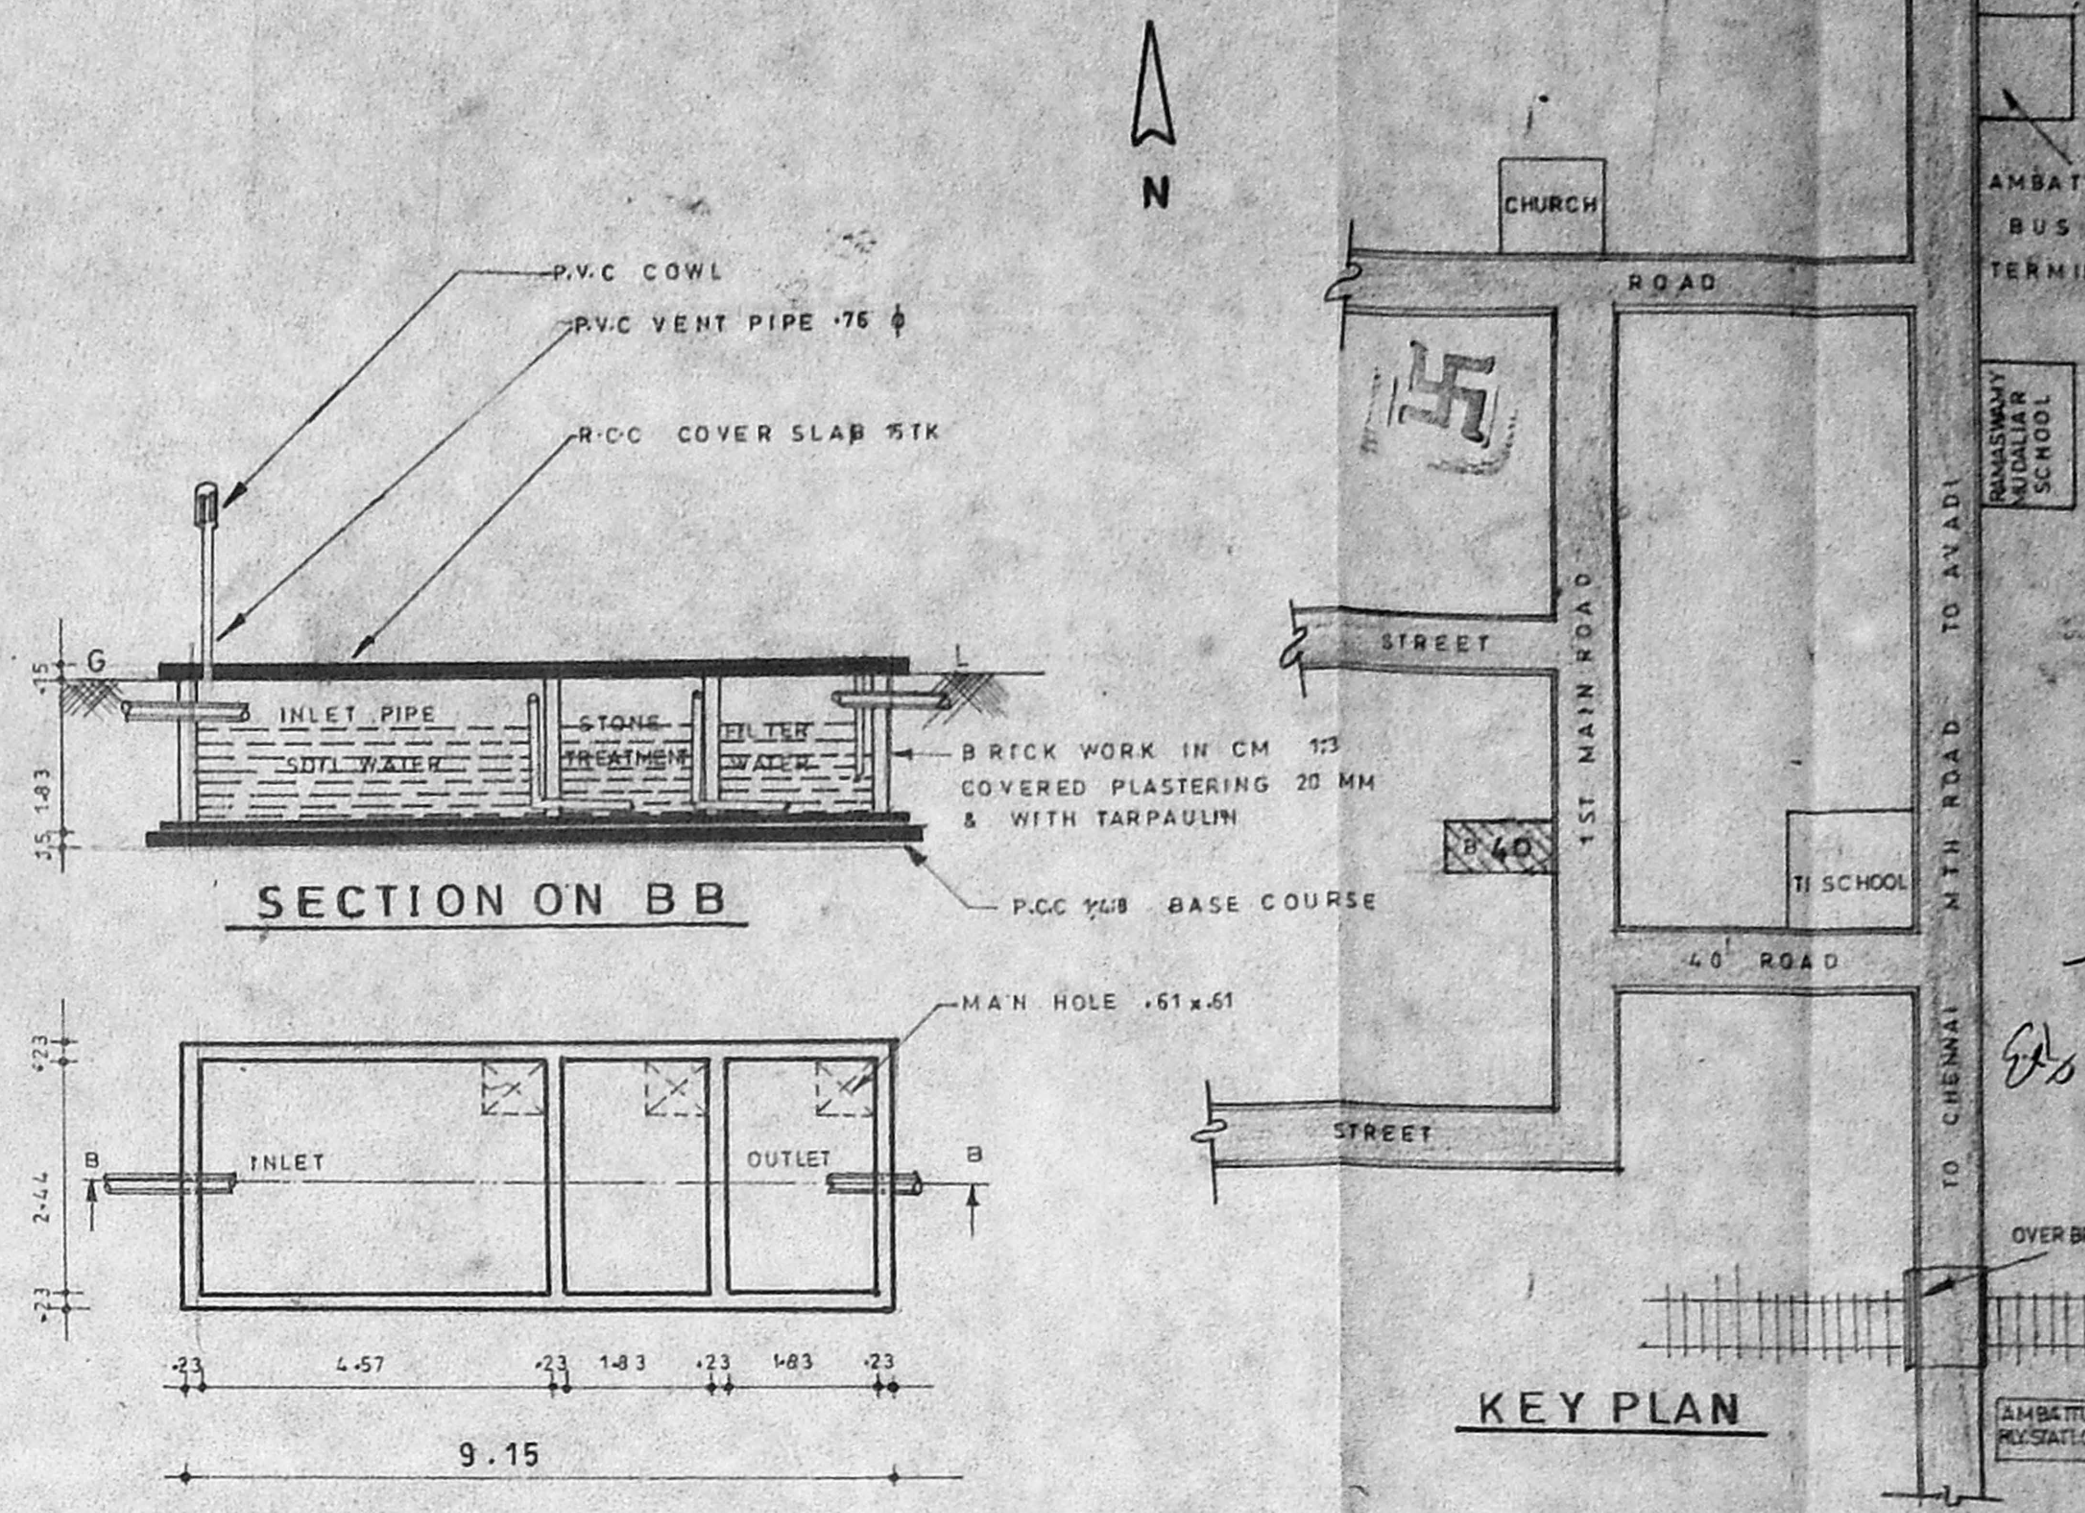 N
P.V.C COWL
P.V.C VENT PIPE .76 ϕ
R.C.C COVER SLAB 15 TK
G
L
.15
1.83
INLET PIPE
SOIL WATER
STONE
TREATMENT
FILTER
WATER
BRICK WORK IN CM 1:3
COVERED PLASTERING 20 MM
& WITH TARPAULIN
P.C.C 1:4:8 BASE COURSE
SECTION ON BB
MAN HOLE .61 x .61
.23
2.44
.23
B
INLET
OUTLET
B
.23
4.57
.23
1.83
.23
1.83
.23
9.15
CHURCH
ROAD
STREET
1ST MAIN ROAD
B 40
TI SCHOOL
40' ROAD
STREET
TO CHENNAI MTH ROAD TO AVADI
AMBAT
BUS
TERMI
RAMASWAMY
MUDALIAR
SCHOOL
OVER B
AMBATTU
RLY.STATIO
KEY PLAN